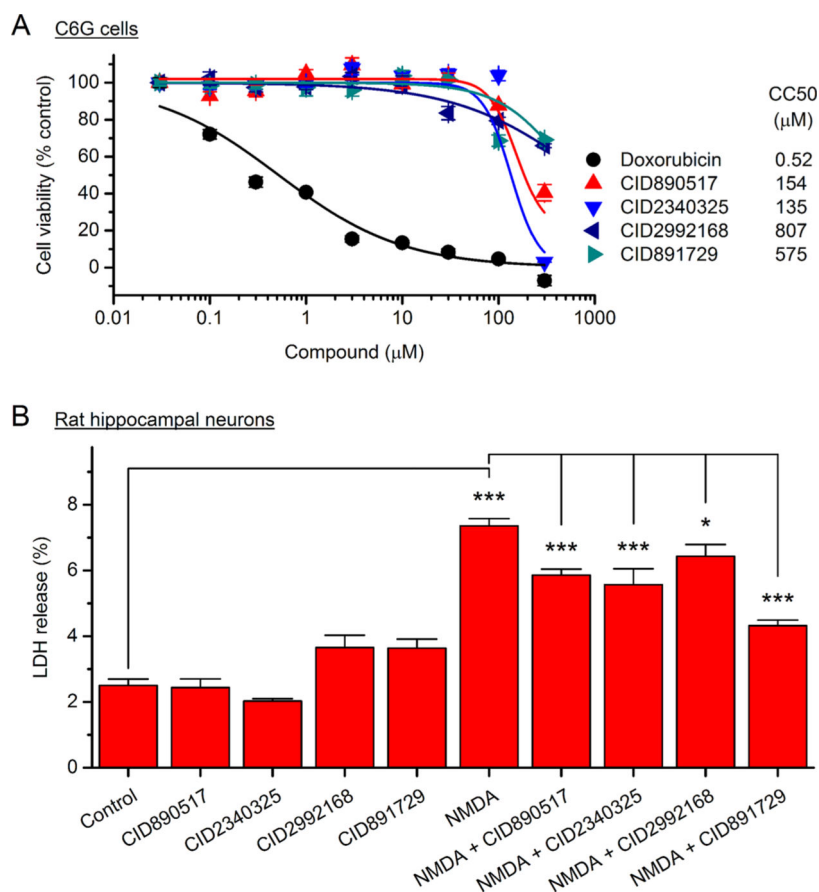 A C6G cells
Cell viability (% control)
100
80
60
40
20
0
0.01 0.1 1 10 100 1000
Compound (μM)
CC50
(μM)
Doxorubicin 0.52
CID890517 154
CID2340325 135
CID2992168 807
CID891729 575
B Rat hippocampal neurons
LDH release (%)
8
6
4
2
0
***
***
***
*
***
Control
CID890517
CID2340325
CID2992168
CID891729
NMDA
NMDA + CID890517
NMDA + CID2340325
NMDA + CID2992168
NMDA + CID891729